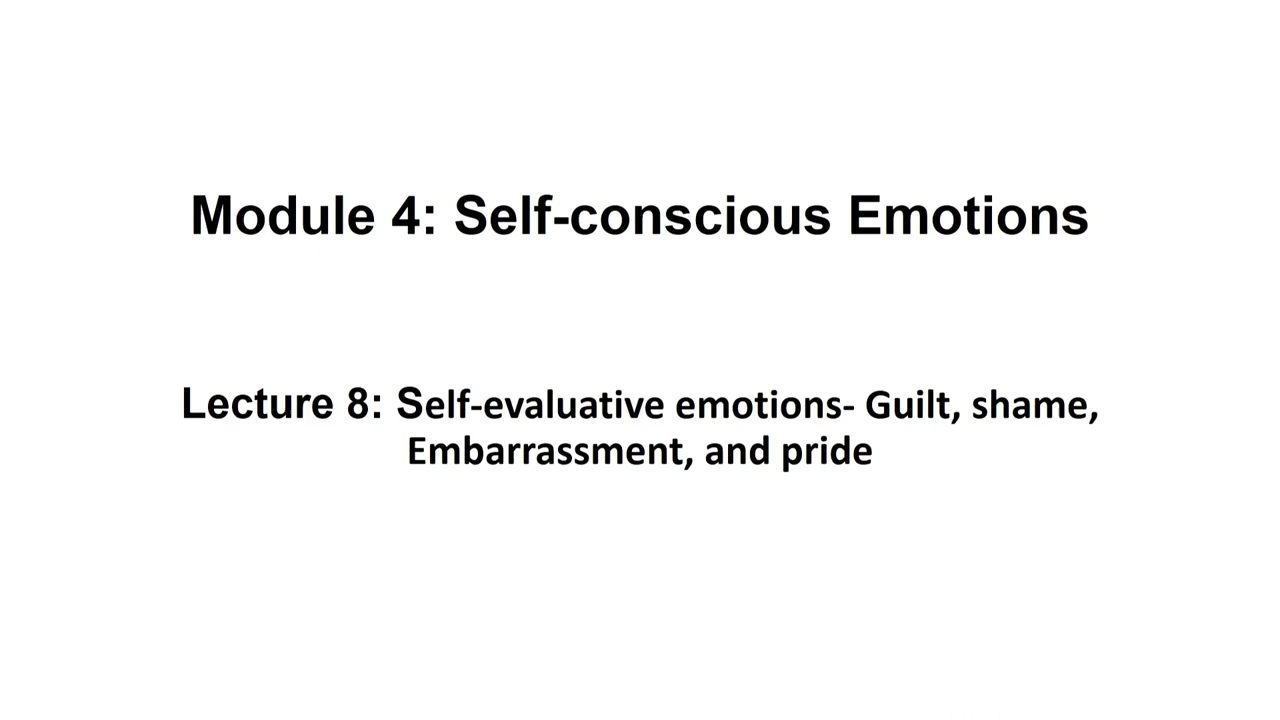 Module 4: Self-conscious Emotions
Lecture 8: Self-evaluative emotions- Guilt, shame,
Embarrassment, and pride